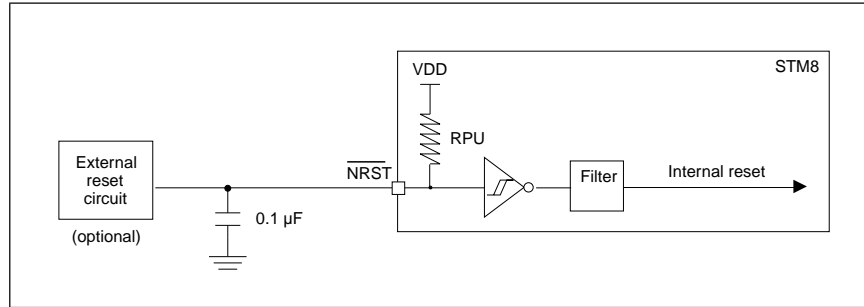 STM8
VDD
RPU
External
reset
circuit
(optional)
NRST
0.1 µF
Filter
Internal reset